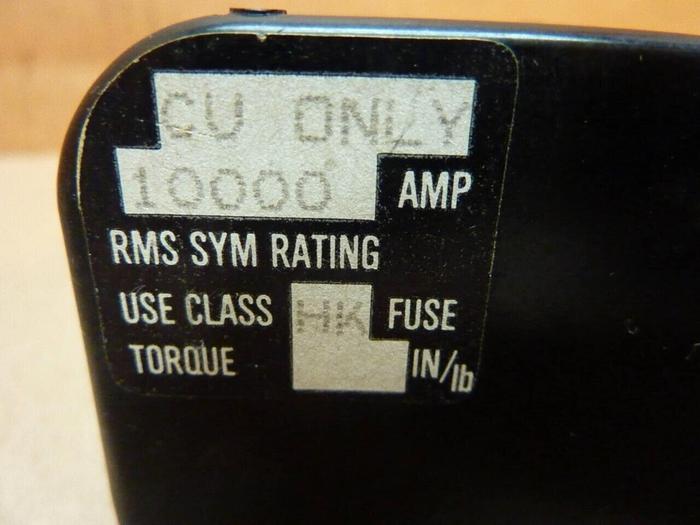 CU ONLY
10000 AMP
RMS SYM RATING
USE CLASS HK FUSE
TORQUE IN/lb